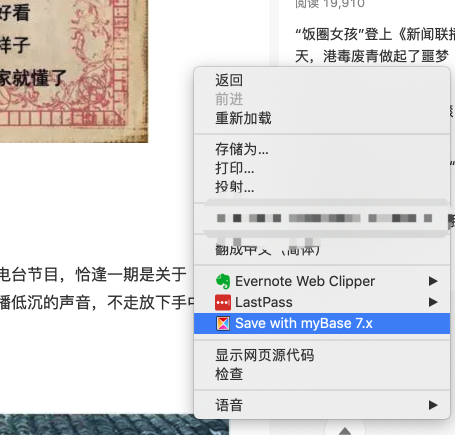 好看
样子
家就懂了
阅读 19,910
“饭圈女孩”登上《新闻联播
天，港毒废青做起了噩梦
返回
前进
重新加载
存储为...
打印...
投射...
翻成中文（简体）
Evernote Web Clipper
LastPass
Save with myBase 7.x
显示网页源代码
检查
语音
电台节目，恰逢一期是关于
播低沉的声音，不走放下手中